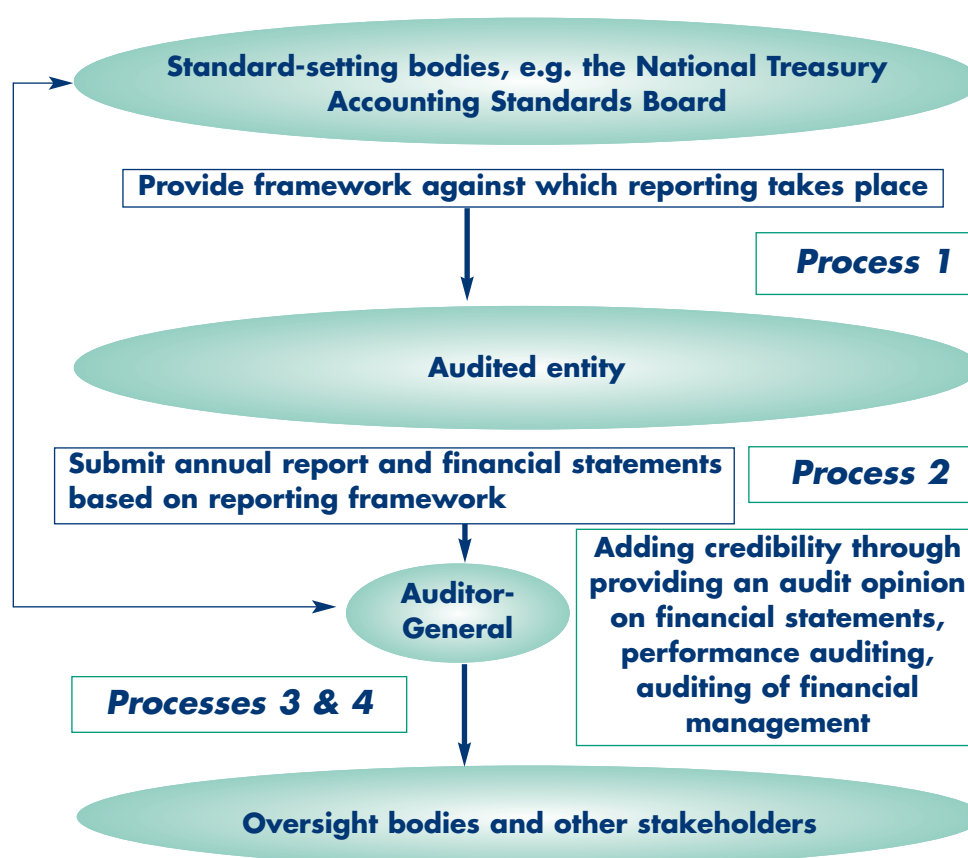 Standard-setting bodies, e.g. the National Treasury
Accounting Standards Board
Provide framework against which reporting takes place
Process 1
Audited entity
Submit annual report and financial statements
based on reporting framework
Process 2
Auditor-
General
Adding credibility through
providing an audit opinion
on financial statements,
performance auditing,
auditing of financial
management
Processes 3 & 4
Oversight bodies and other stakeholders